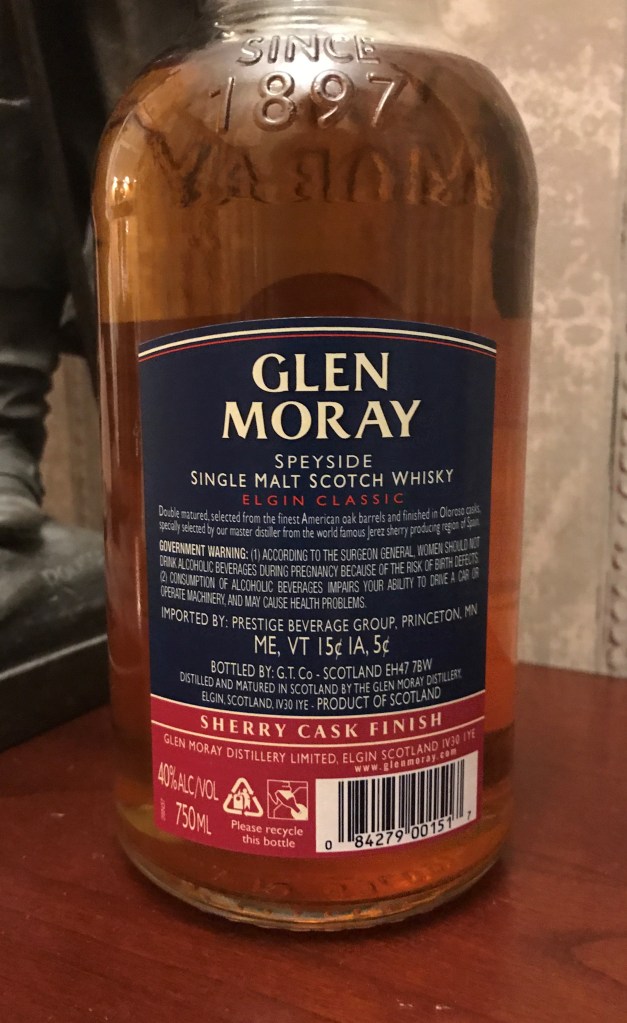 SINCE
1897
MORAY
GLEN
MORAY
SPEYSIDE
SINGLE MALT SCOTCH WHISKY
ELGIN CLASSIC
Double matured, selected from the finest American oak barrels and finished in Oloroso casks,
specially selected by our master distiller from the world famous Jerez sherry producing region of Spain.
GOVERNMENT WARNING: (1) ACCORDING TO THE SURGEON GENERAL, WOMEN SHOULD NOT
DRINK ALCOHOLIC BEVERAGES DURING PREGNANCY BECAUSE OF THE RISK OF BIRTH DEFECTS.
(2) CONSUMPTION OF ALCOHOLIC BEVERAGES IMPAIRS YOUR ABILITY TO DRIVE A CAR OR
OPERATE MACHINERY, AND MAY CAUSE HEALTH PROBLEMS.
IMPORTED BY: PRESTIGE BEVERAGE GROUP, PRINCETON, MN
ME, VT 15¢ IA, 5¢
BOTTLED BY: G.T. Co - SCOTLAND EH47 7BW
DISTILLED AND MATURED IN SCOTLAND BY THE GLEN MORAY DISTILLERY,
ELGIN, SCOTLAND, IV30 1YE - PRODUCT OF SCOTLAND
SHERRY CASK FINISH
GLEN MORAY DISTILLERY LIMITED, ELGIN SCOTLAND IV30 1YE
www.glenmoray.com
40% ALC/VOL
750ML
Please recycle
this bottle
0 84279 00151 7